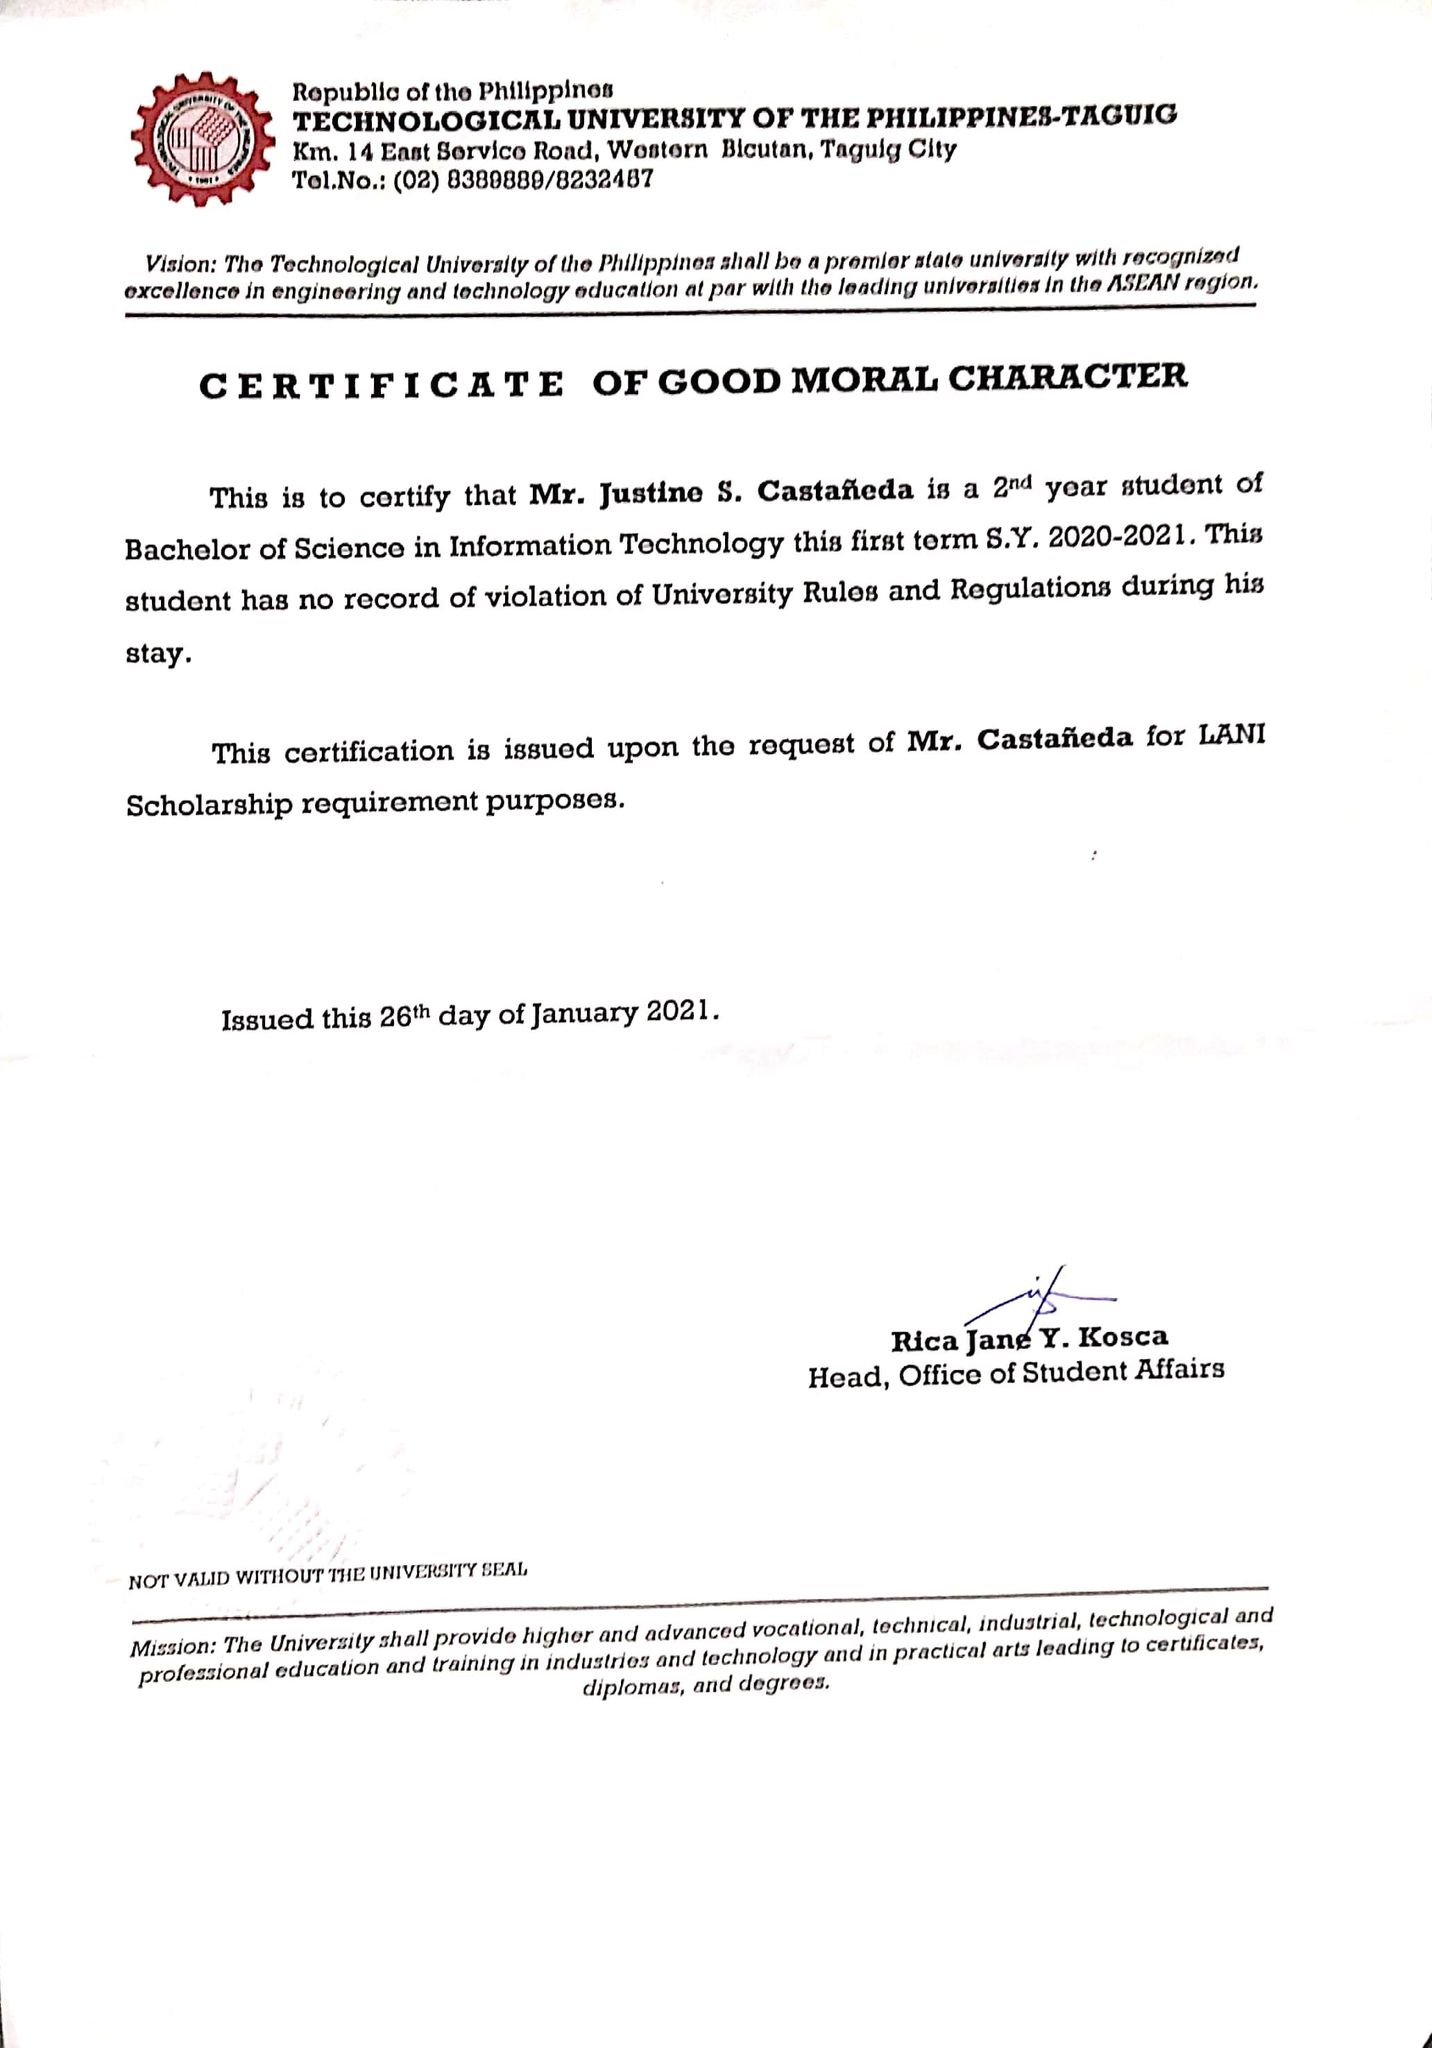 Republic of the Philippines
TECHNOLOGICAL UNIVERSITY OF THE PHILIPPINES-TAGUIG
Km. 14 East Service Road, Western Bicutan, Taguig City
Tel.No.: (02) 8389889/8232487
Vision: The Technological University of the Philippines shall be a premier state university with recognized
excellence in engineering and technology education at par with the leading universities in the ASEAN region.
CERTIFICATE OF GOOD MORAL CHARACTER
This is to certify that Mr. Justine S. Castañeda is a 2nd year student of
Bachelor of Science in Information Technology this first term S.Y. 2020-2021. This
student has no record of violation of University Rules and Regulations during his
stay.
This certification is issued upon the request of Mr. Castañeda for LANI
Scholarship requirement purposes.
Issued this 26th day of January 2021.
Rica Jane Y. Kosca
Head, Office of Student Affairs
NOT VALID WITHOUT THE UNIVERSITY SEAL
Mission: The University shall provide higher and advanced vocational, technical, industrial, technological and
professional education and training in industries and technology and in practical arts leading to certificates,
diplomas, and degrees.